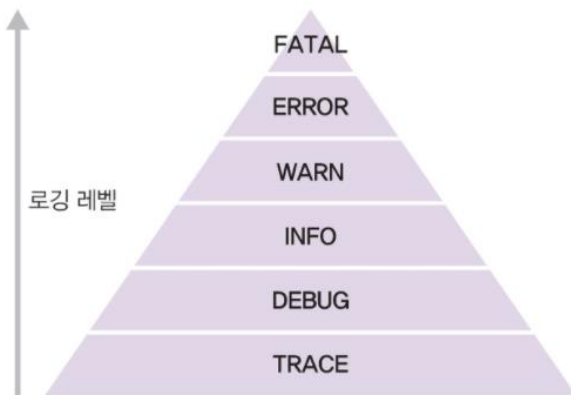 FATAL
ERROR
WARN
로깅 레벨
INFO
DEBUG
TRACE